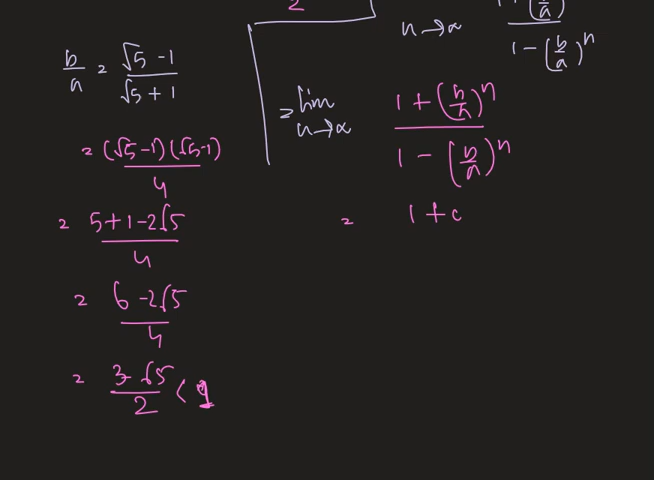 2
n→∝
1+(b/a)
1-(b/a)^n
b/a = √5-1/√5+1
= (√5-1)(√5-1)/4
= 5+1-2√5/4
= 6-2√5/4
= 3-√5/2 < 1
= lim n→∝ 1+(b/a)^n/1-(b/a)^n
= 1+0